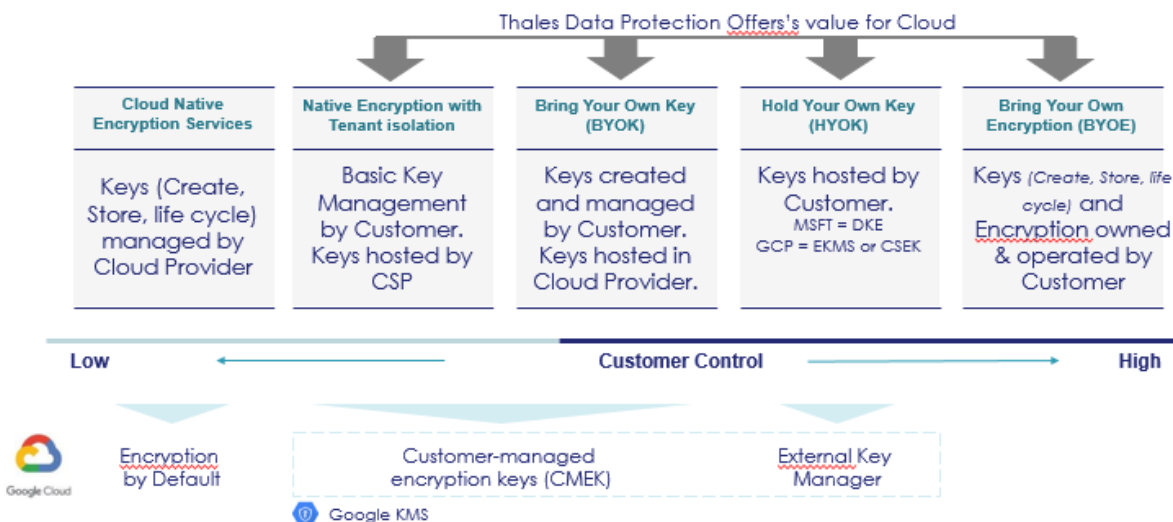 Thales Data Protection Offers's value for Cloud
Cloud Native
Encryption Services
Keys (Create,
Store, life cycle)
managed by
Cloud Provider
Native Encryption with
Tenant isolation
Basic Key
Management
by Customer.
Keys hosted by
CSP
Bring Your Own Key
(BYOK)
Keys created
and managed
by Customer.
Keys hosted in
Cloud Provider.
Hold Your Own Key
(HYOK)
Keys hosted by
Customer.
MSFT = DKE
GCP = EKMS or CSEK
Bring Your Own
Encryption (BYOE)
Keys (Create, Store, life
cycle) and
Encryption owned
& operated by
Customer
Low
Customer Control
High
Google Cloud
Encryption
by Default
Customer-managed
encryption keys (CMEK)
External Key
Manager
Google KMS